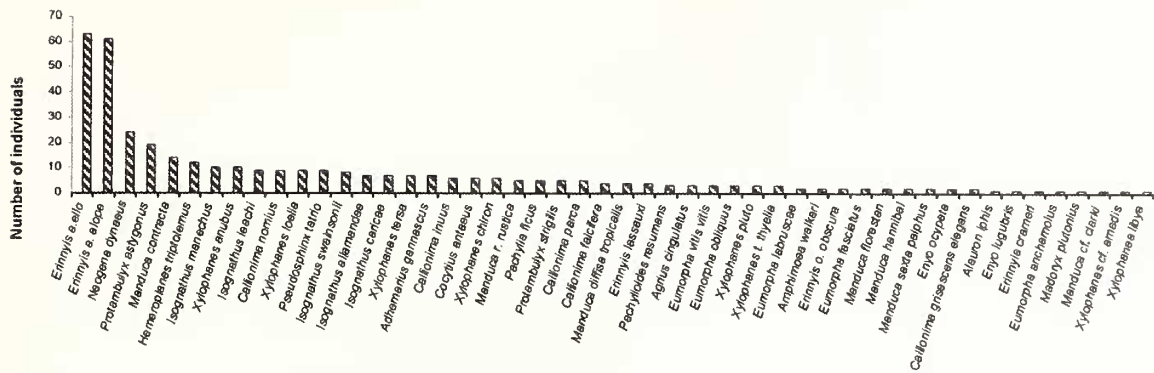 Number of individuals
70
60
50
40
30
20
10
0
Erinnyis e. ello
Erinnyis a. alope
Neogena dynaeus
Protambulyx astygonus
Manduca contracta
Hemeroplanes triptolemus
Isognathus menechus
Xylophanes anubus
Isognathus leachi
Callionima nomius
Xylophanes loelia
Pseudosphinx tetrio
Isognathus swainsonii
Isognathus allamandae
Isognathus caricae
Xylophanes tersa
Adhemarius gannascus
Callionima inuus
Cocytius antaeus
Xylophanes chiron
Manduca r. rustica
Pachylia ficus
Protambulyx strigilis
Callionima parca
Callionima falcifera
Manduca diffisa tropicalis
Erinnyis lassauxi
Pachylioides resumens
Aghus cingulatus
Eumorpha vitis vitis
Eumorpha obliquus
Xylophanes pluto
Xylophanes t. thyelia
Eumorpha labruscae
Amphimoea walkeri
Erinnyis o. obscura
Eumorpha fasciatus
Manduca florestan
Manduca hannibal
Manduca sexta paphus
Enyo ocypete
Callionima grisescens elegans
Aleuron iphis
Enyo lugubris
Erinnyis crameri
Eumorpha anchemolus
Madoryx plutonius
Manduca cf. clarki
Xylophanes cf. amadis
Xylophanes libya